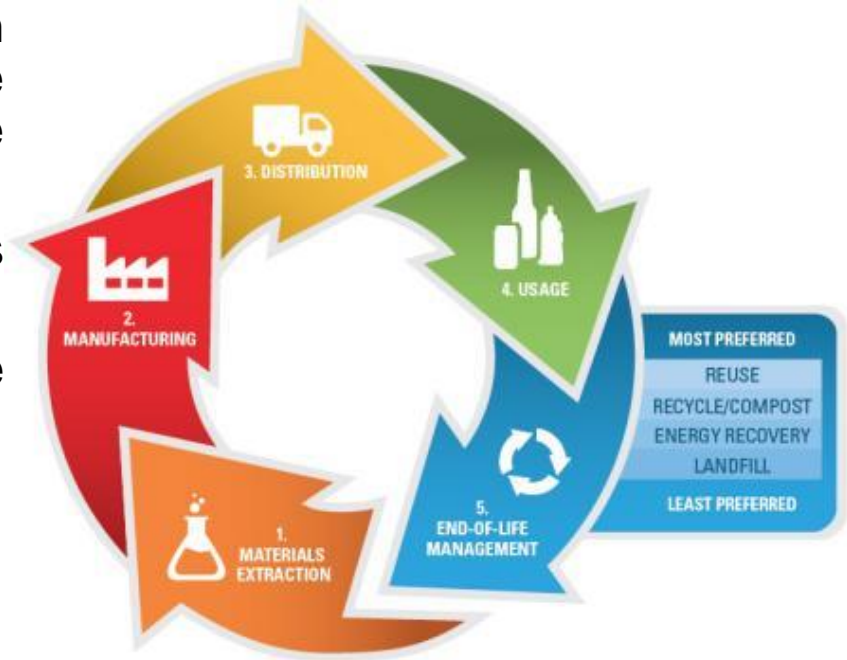 3. DISTRIBUTION
4. USAGE
2.
MANUFACTURING
MOST PREFERRED
REUSE
RECYCLE/COMPOST
ENERGY RECOVERY
LANDFILL
LEAST PREFERRED
5.
END-OF-LIFE
MANAGEMENT
1.
MATERIALS
EXTRACTION